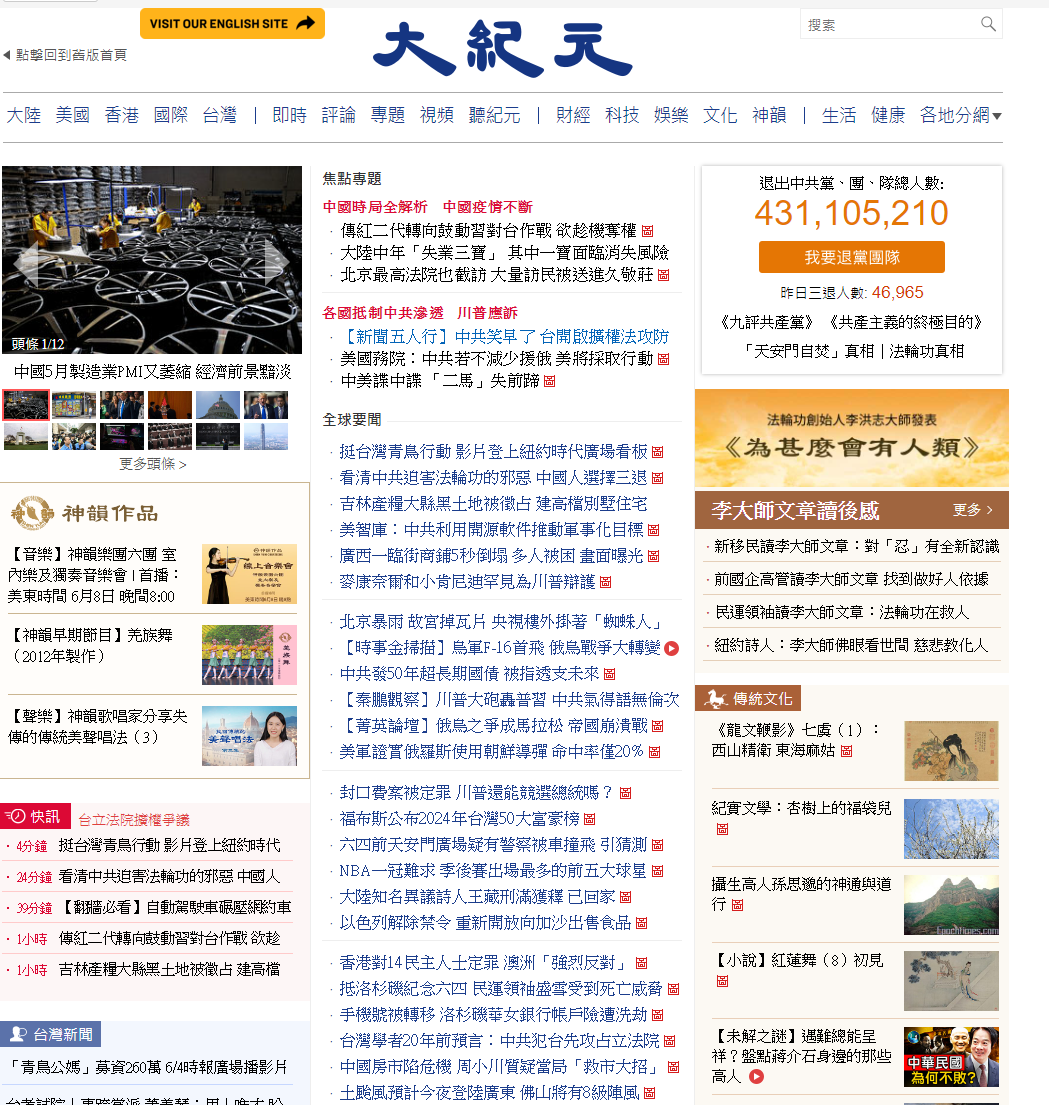 VISIT OUR ENGLISH SITE
大紀元
搜索
點擊回到舊版首頁
大陸 美國 香港 國際 台灣 | 即時 評論 專題 視頻 聽紀元 | 財經 科技 娛樂 文化 神韻 | 生活 健康 各地分網
頭條 1/12
中國5月製造業PMI又萎縮 經濟前景黯淡
更多頭條 >
神韻作品
【音樂】神韻樂團六團 室
內樂及獨奏音樂會 | 首播：
美東時間 6月8日 晚間8:00
【神韻早期節目】羌族舞
（2012年製作）
【聲樂】神韻歌唱家分享失
傳的傳統美聲唱法（3）
快訊
台立法院擴權爭議
4分鐘 挺台灣青鳥行動 影片登上紐約時代
24分鐘 看清中共迫害法輪功的邪惡 中國人
39分鐘 【翻牆必看】自動駕駛車碾壓網約車
1小時 傳紅二代轉向鼓動習對台作戰 欲趁
1小時 吉林產糧大縣黑土地被徵占 建高檔
台灣新聞
「青鳥公媽」募資260萬 6/4時報廣場播影片
焦點專題
中國時局全解析 中國疫情不斷
· 傳紅二代轉向鼓動習對台作戰 欲趁機奪權 圖
· 大陸中年「失業三寶」 其中一寶面臨消失風險
· 北京最高法院也截訪 大量訪民被送進久敬莊 圖
各國抵制中共滲透 川普應訴
· 【新聞五人行】中共笑早了 台開啟擴權法攻防
· 美國務院：中共若不減少援俄 美將採取行動 圖
· 中美諜中諜 「二馬」失前蹄 圖
全球要聞
· 挺台灣青鳥行動 影片登上紐約時代廣場看板 圖
· 看清中共迫害法輪功的邪惡 中國人選擇三退 圖
· 吉林產糧大縣黑土地被徵占 建高檔別墅住宅
· 美智庫：中共利用開源軟件推動軍事化目標 圖
· 廣西一臨街商鋪5秒倒塌 多人被困 畫面曝光 圖
· 麥康奈爾和小肯尼迪罕見為川普辯護 圖
· 北京暴雨 故宮掉瓦片 央視樓外掛著「蜘蛛人」
· 【時事金掃描】烏軍F-16首飛 俄烏戰爭大轉變
· 中共發50年超長期國債 被指透支未來 圖
· 【秦鵬觀察】川普大砲轟普習 中共氣得語無倫次
· 【菁英論壇】俄烏之爭成馬拉松 帝國崩潰戰 圖
· 美軍證實俄羅斯使用朝鮮導彈 命中率僅20% 圖
· 封口費案被定罪 川普還能競選總統嗎？ 圖
· 福布斯公布2024年台灣50大富豪榜 圖
· 六四前天安門廣場疑有警察被車撞飛 引猜測 圖
· NBA一冠難求 季後賽出場最多的前五大球星 圖
· 大陸知名異議詩人王藏刑滿獲釋 已回家 圖
· 以色列解除禁令 重新開放向加沙出售食品 圖
· 香港對14民主人士定罪 澳洲「強烈反對」 圖
· 抵洛杉磯紀念六四 民運領袖盛雪受到死亡威脅 圖
· 手機號被轉移 洛杉磯華女銀行帳戶險遭洗劫 圖
· 台灣學者20年前預言：中共犯台先攻占立法院 圖
· 中國房市陷危機 周小川質疑當局「救市大招」 圖
· 土颱風預計今夜登陸廣東 佛山將有8級陣風 圖
退出中共黨、團、隊總人數:
431,105,210
我要退黨團隊
昨日三退人數: 46,965
《九評共產黨》 《共產主義的終極目的》
「天安門自焚」真相 | 法輪功真相
法輪功創始人李洪志大師發表
《為甚麼會有人類》
李大師文章讀後感 更多 >
· 新移民讀李大師文章：對「忍」有全新認識
· 前國企高管讀李大師文章 找到做好人依據
· 民運領袖讀李大師文章：法輪功在救人
· 紐約詩人：李大師佛眼看世間 慈悲教化人
傳統文化
《龍文鞭影》七虞（1）：
西山精衛 東海麻姑 圖
紀實文學：杏樹上的福袋兒
圖
攝生高人孫思邈的神通與道
行 圖
【小說】紅蓮舞（8）初見
圖
【未解之謎】遇難總能呈
祥？盤點蔣介石身邊的那些
高人
中華民國
為何不敗?